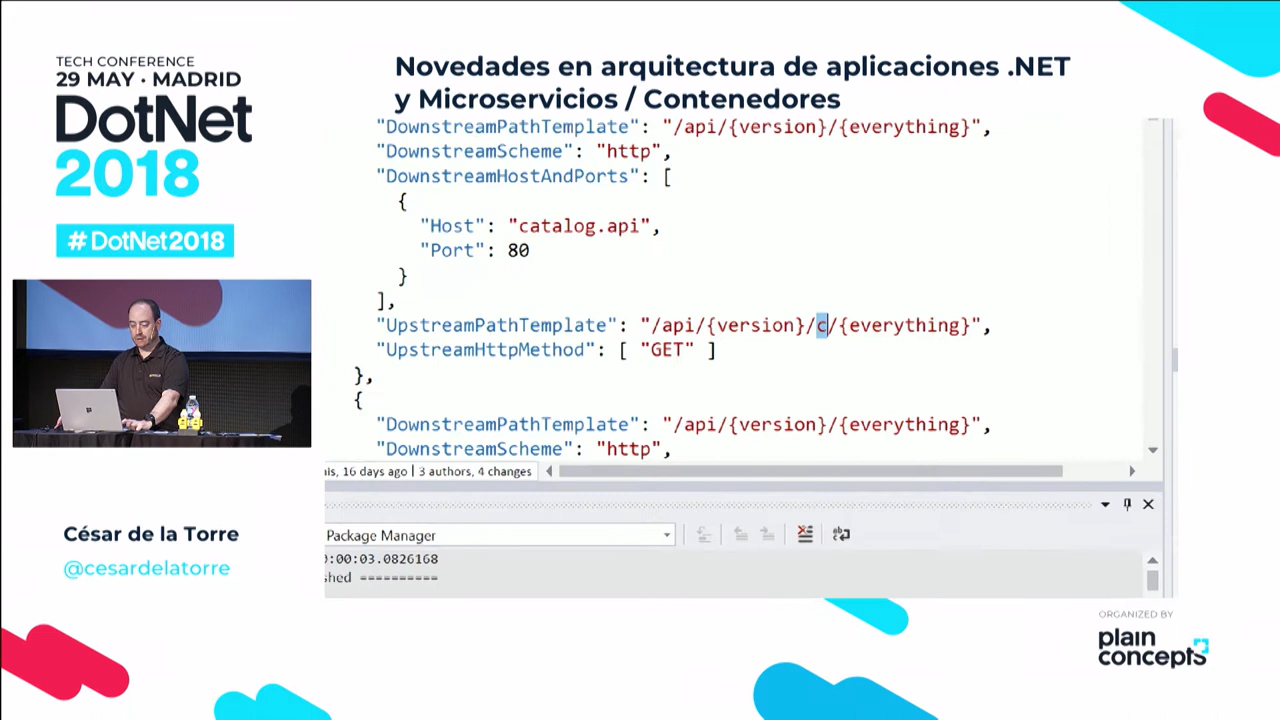 TECH CONFERENCE
29 MAY · MADRID
DotNet
2018
#DotNet2018
Novedades en arquitectura de aplicaciones .NET
y Microservicios / Contenedores
"DownstreamPathTemplate": "/api/{version}/{everything}",
"DownstreamScheme": "http",
"DownstreamHostAndPorts": [
{
"Host": "catalog.api",
"Port": 80
}
],
"UpstreamPathTemplate": "/api/{version}/c/{everything}",
"UpstreamHttpMethod": [ "GET" ]
},
{
"DownstreamPathTemplate": "/api/{version}/{everything}",
"DownstreamScheme": "http",
16 days ago | 3 authors, 4 changes
Package Manager
:00:03.0826168
shed ==========
César de la Torre
@cesardelatorre
ORGANIZED BY
plain
concepts